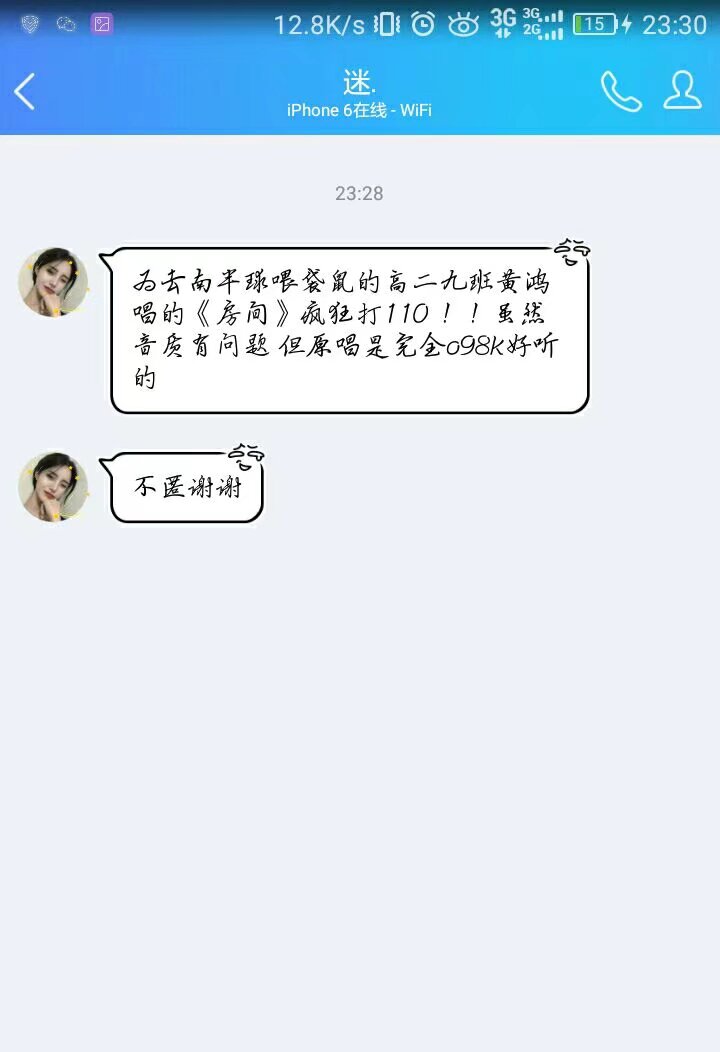 12.8K/s 3G 3G 2G 15 23:30
迷.
iPhone 6在线 - WiFi
23:28
为去南半球喂袋鼠的高二九班黄鸿
唱的《房间》疯狂打110！！虽然
音质有问题 但原唱是完全o98k好听
的
不匿谢谢